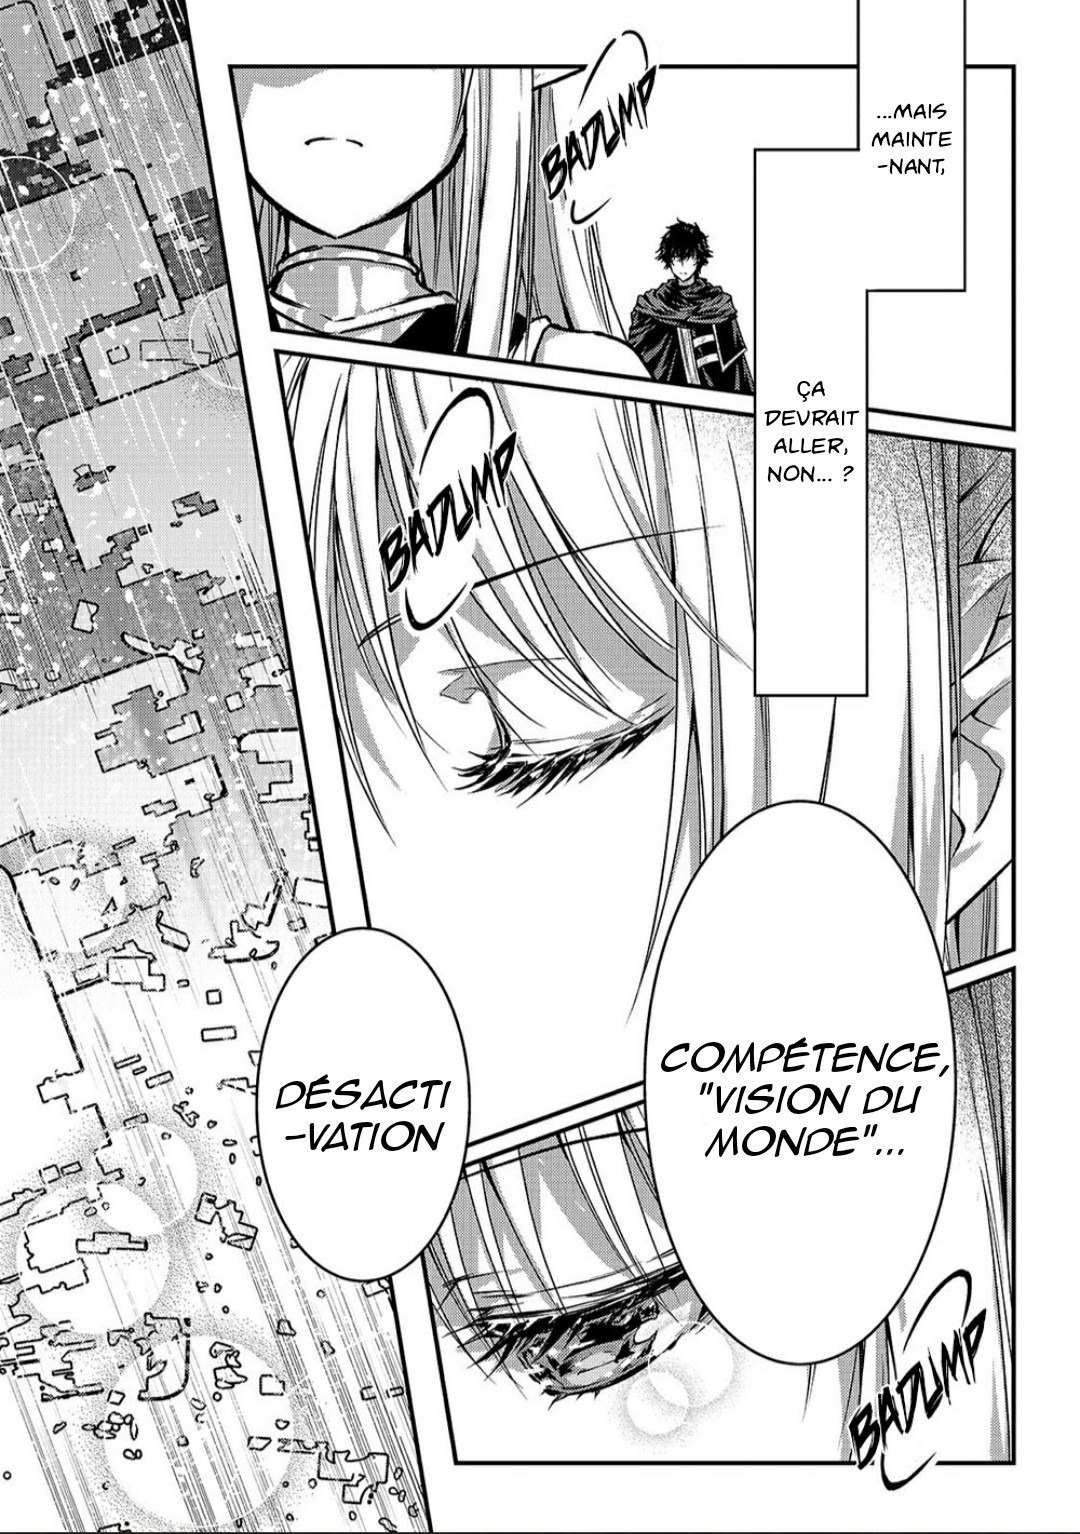 ...MAIS
MAINTE
-NANT,
BADUMP
ÇA
DEVRAIT
ALLER,
NON... ?
BADUMP
COMPÉTENCE,
"VISION DU
MONDE"...
DÉSACTI
-VATION
BADUMP